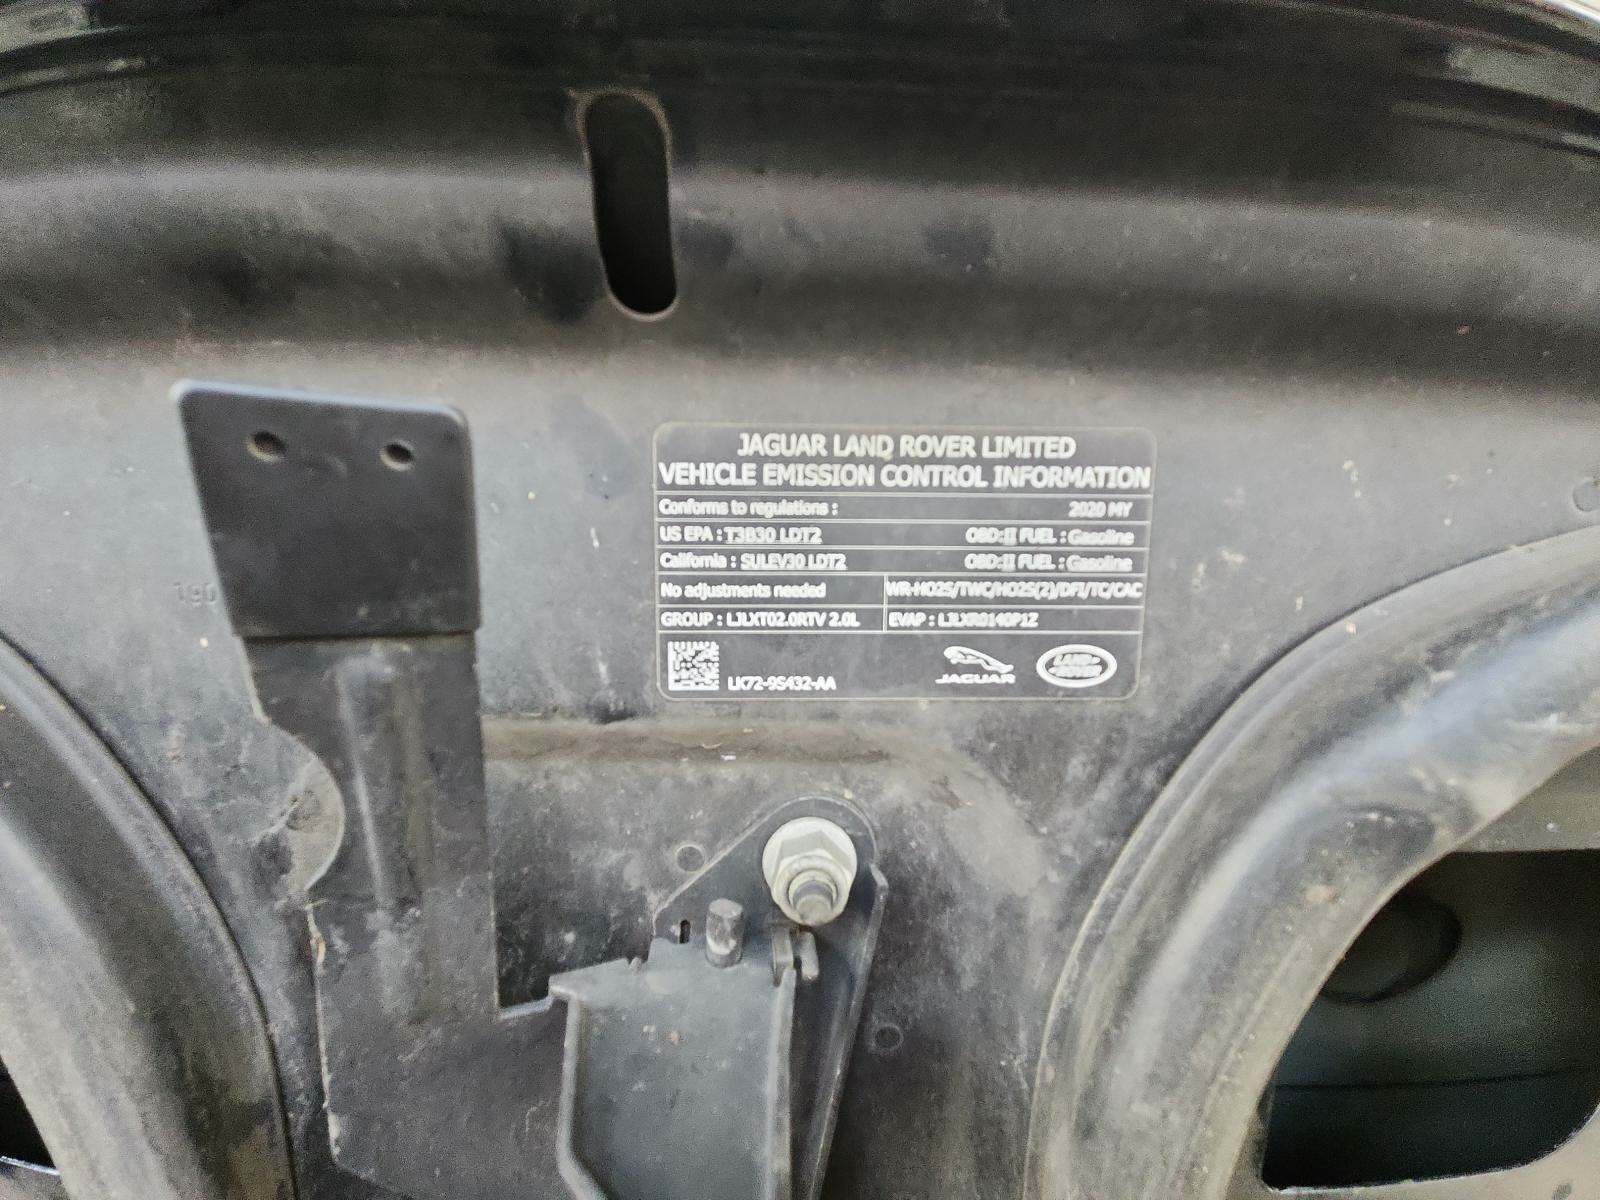 JAGUAR LAND ROVER LIMITED
VEHICLE EMISSION CONTROL INFORMATION
Conforms to regulations : 2020 MY
US EPA : T3B30 LDT2 OBD:II FUEL : Gasoline
California : SULEV30 LDT2 OBD:II FUEL : Gasoline
No adjustments needed WR-HO2S/TWC/HO2S(2)/DFI/TC/CAC
GROUP : LJLXT02.0RTV 2.0L EVAP : LJLXR0140P1Z
LK72-9S432-AA
JAGUAR
LAND-
ROVER